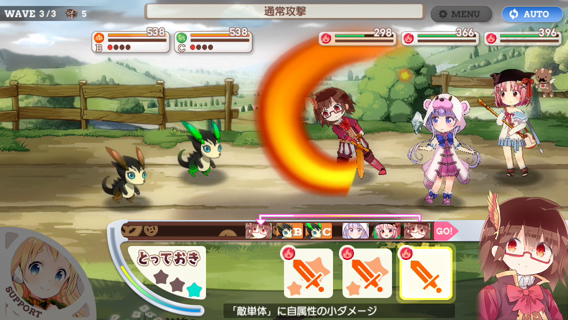 WAVE 3/3 5
通常攻撃
MENU
AUTO
538
B
538
C
298
366
396
B
C
GO!
とっておき
SUPPORT
「敵単体」に自属性の小ダメージ